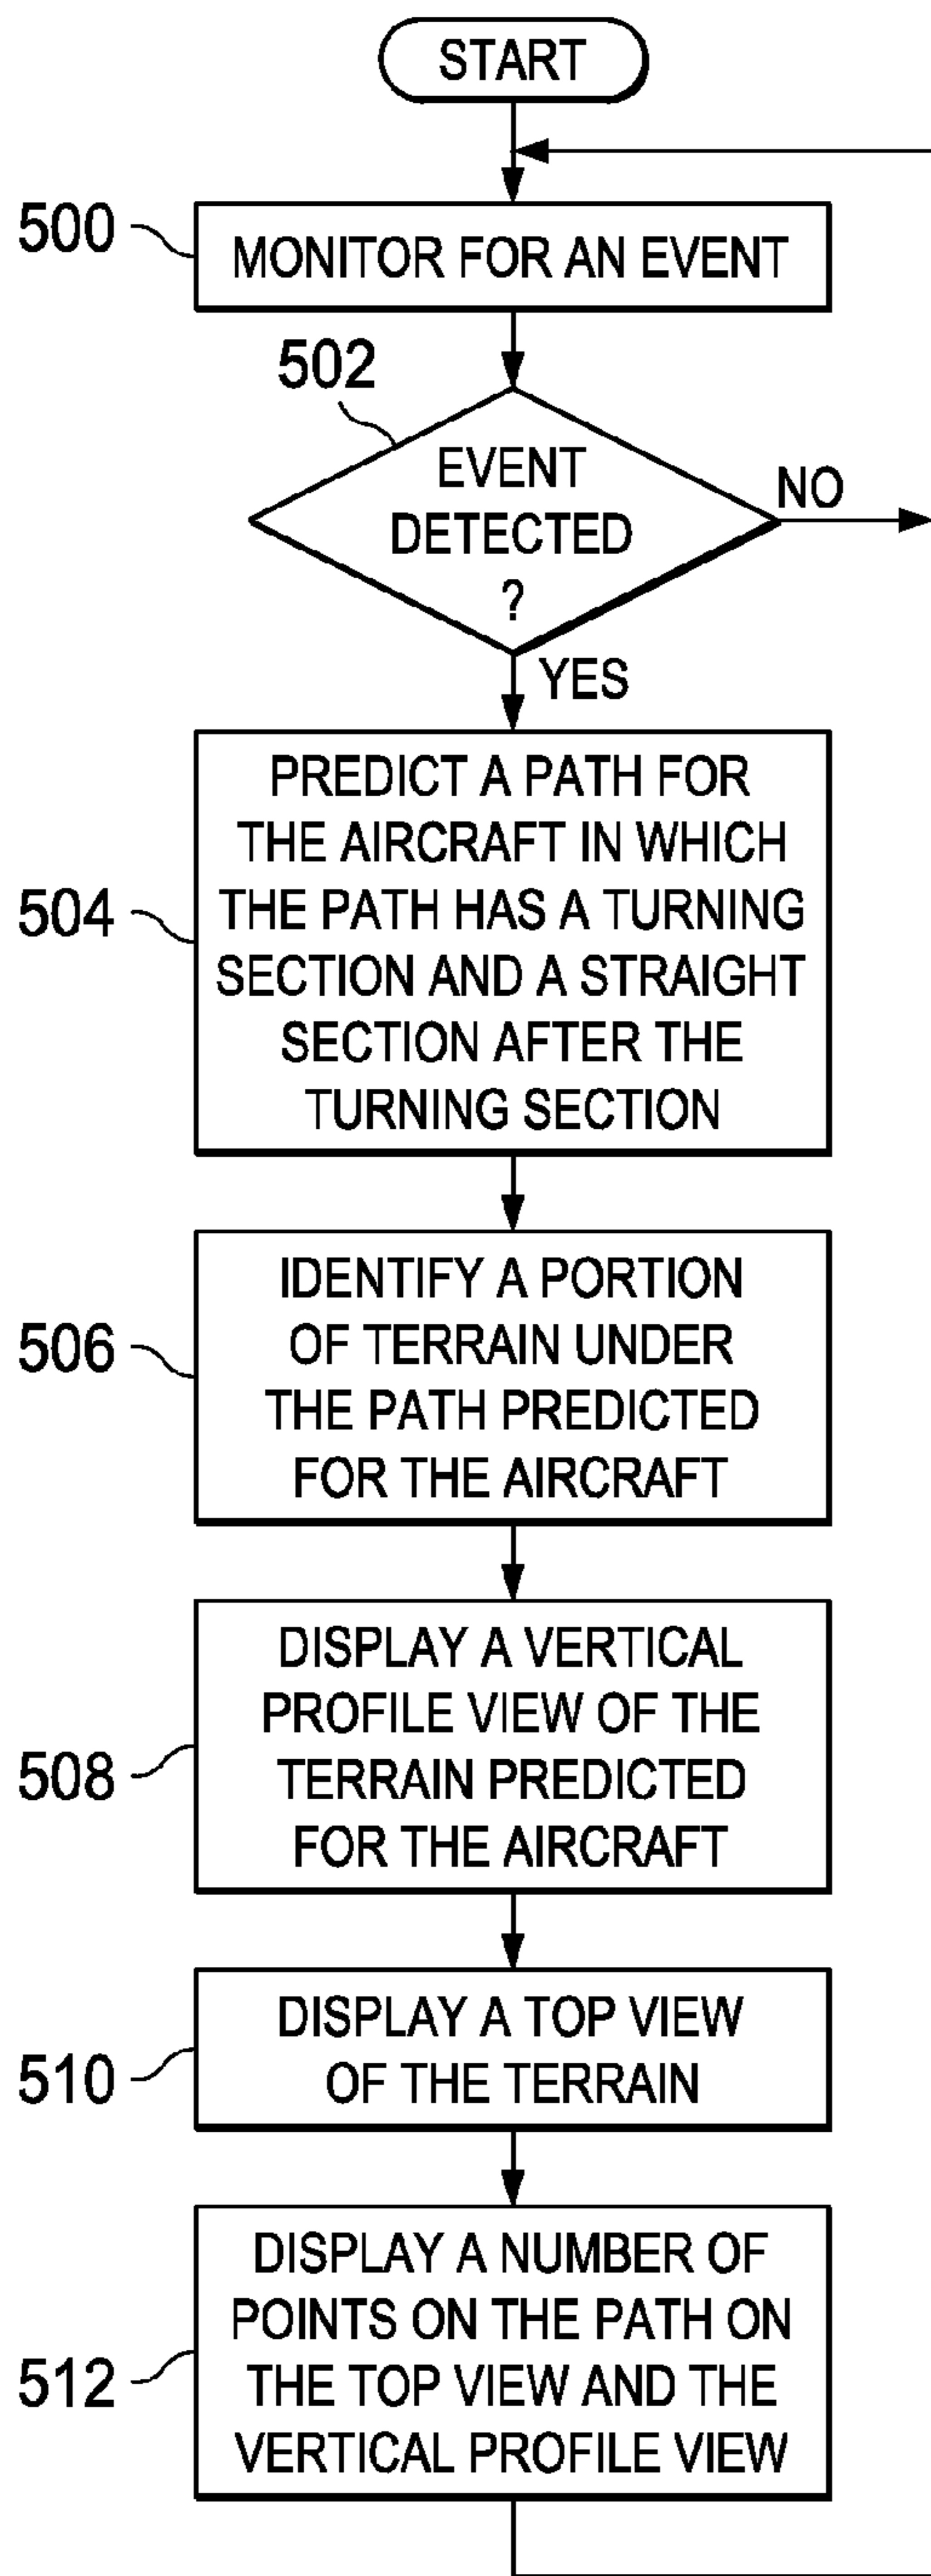 START
500
MONITOR FOR AN EVENT
502
EVENT
DETECTED
?
NO
YES
504
PREDICT A PATH FOR
THE AIRCRAFT IN WHICH
THE PATH HAS A TURNING
SECTION AND A STRAIGHT
SECTION AFTER THE
TURNING SECTION
506
IDENTIFY A PORTION
OF TERRAIN UNDER
THE PATH PREDICTED
FOR THE AIRCRAFT
508
DISPLAY A VERTICAL
PROFILE VIEW OF THE
TERRAIN PREDICTED
FOR THE AIRCRAFT
510
DISPLAY A TOP VIEW
OF THE TERRAIN
512
DISPLAY A NUMBER OF
POINTS ON THE PATH ON
THE TOP VIEW AND THE
VERTICAL PROFILE VIEW